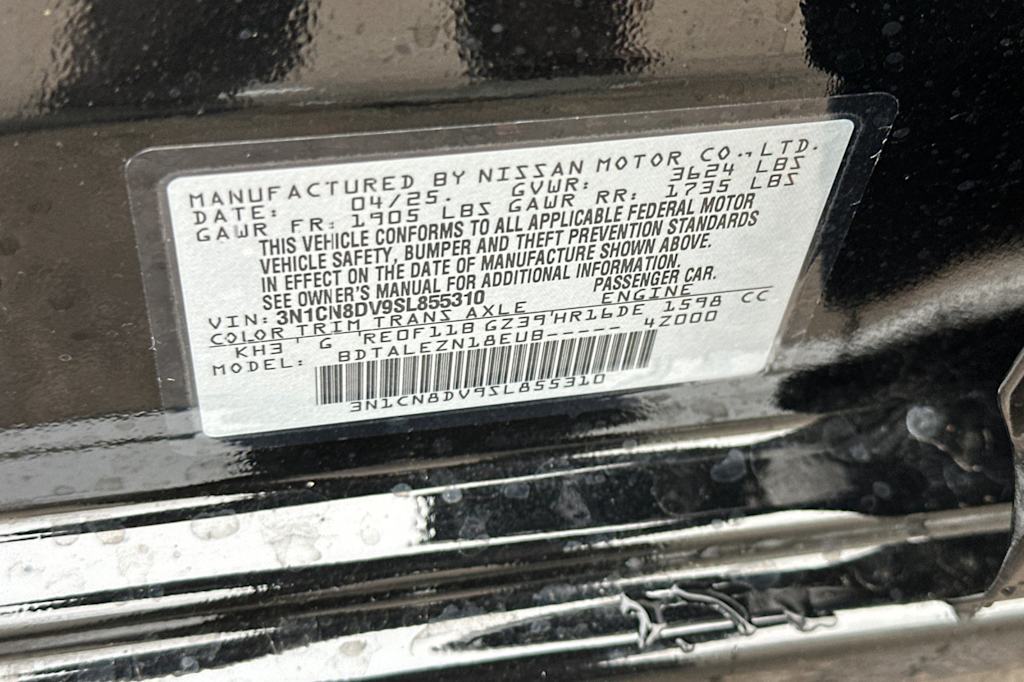 MANUFACTURED BY NISSAN MOTOR CO.,LTD.
DATE: 04/25. GVWR: 3624 LBS
GAWR FR: 1905 LBS GAWR RR: 1735 LBS
THIS VEHICLE CONFORMS TO ALL APPLICABLE FEDERAL MOTOR
VEHICLE SAFETY, BUMPER AND THEFT PREVENTION STANDARDS
IN EFFECT ON THE DATE OF MANUFACTURE SHOWN ABOVE.
SEE OWNER'S MANUAL FOR ADDITIONAL INFORMATION.
VIN: 3N1CN8DV9SL855310 PASSENGER CAR.
COLOR TRIM TRANS AXLE ENGINE
KH3 ' G 'RE0F11B GZ39'HR16DE 1598 CC
MODEL: BDTALEZN18EUB----- 4Z000
3N1CN8DV9SL855310